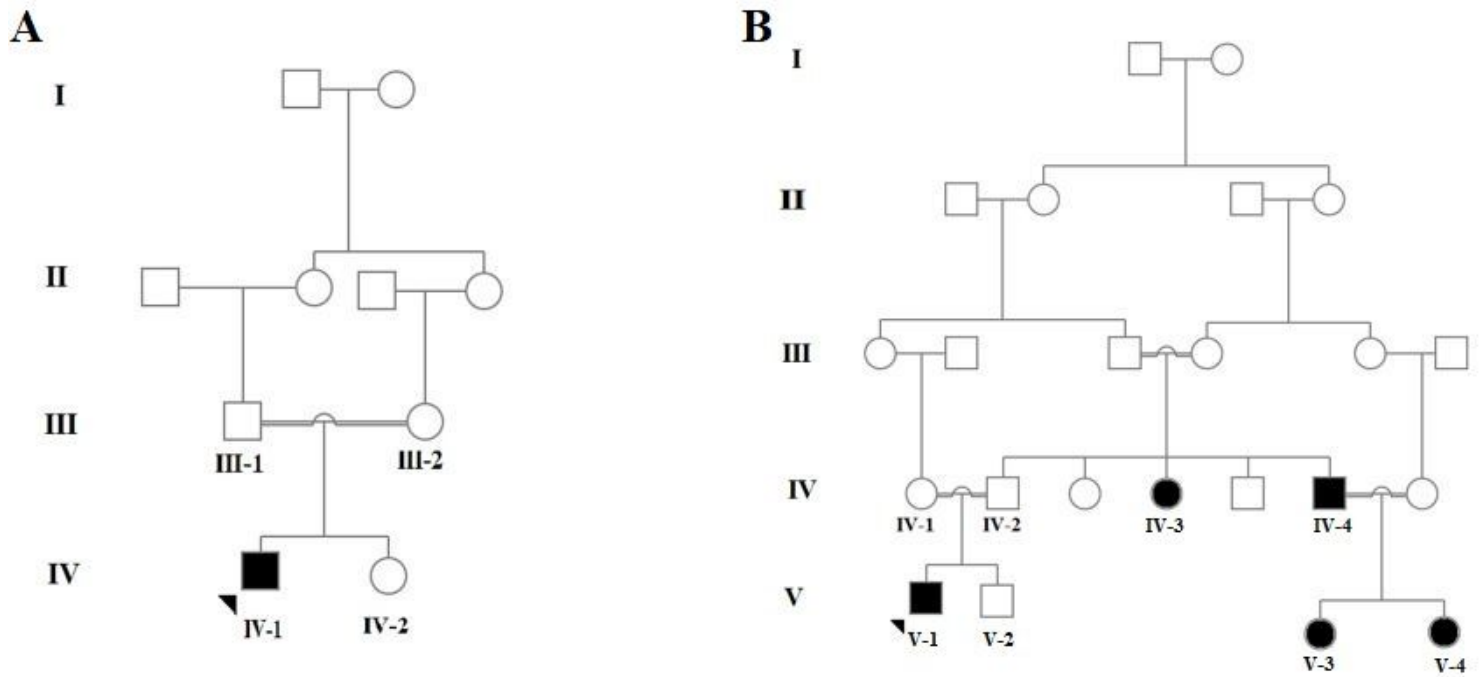 A
I
II
III
III-1 III-2
IV
IV-1 IV-2
B
I
II
III
IV
IV-1 IV-2 IV-3 IV-4
V
V-1 V-2
V-3 V-4